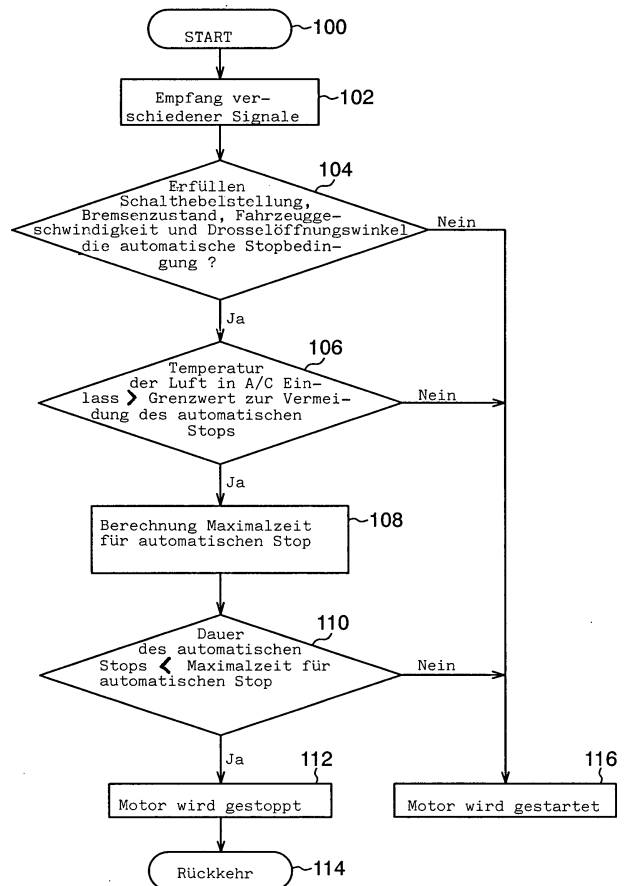 START
100
Empfang ver-
schiedener Signale
102
104
Erfüllen
Schalthebelstellung,
Bremsenzustand, Fahrzeugge-
schwindigkeit und Drosselöffnungswinkel
die automatische Stopbedin-
gung ?
Nein
Ja
106
Temperatur
der Luft in A/C Ein-
lass > Grenzwert zur Vermei-
dung des automatischen
Stops
Nein
Ja
108
Berechnung Maximalzeit
für automatischen Stop
110
Dauer
des automatischen
Stops < Maximalzeit für
automatischen Stop
Nein
Ja
112
Motor wird gestoppt
116
Motor wird gestartet
Rückkehr
114